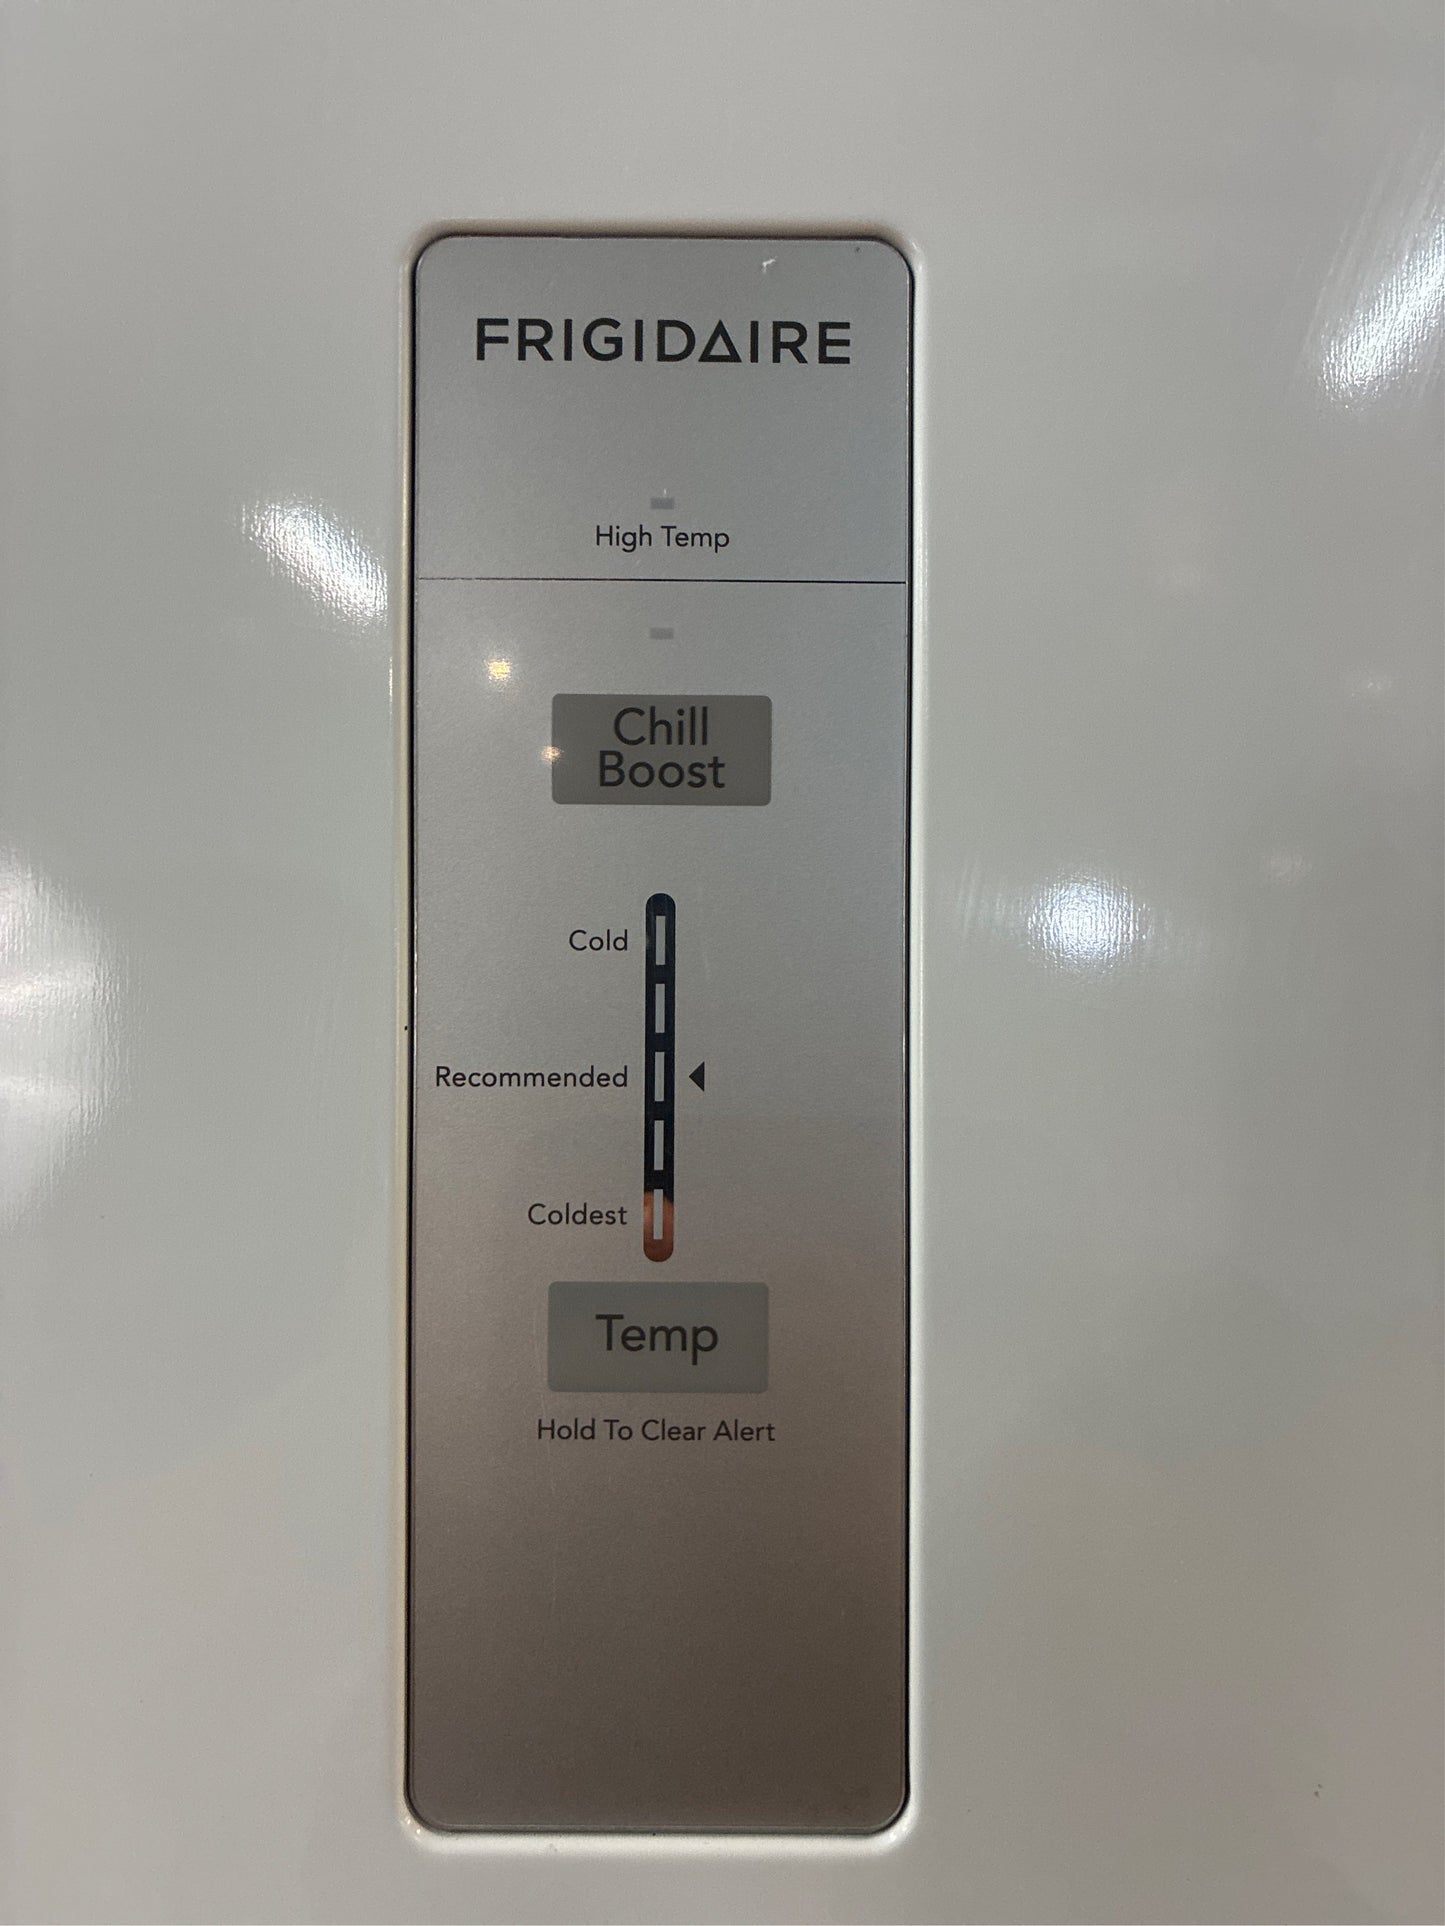 FRIGIDAIRE
High Temp
Chill
Boost
Cold
Recommended
Coldest
Temp
Hold To Clear Alert